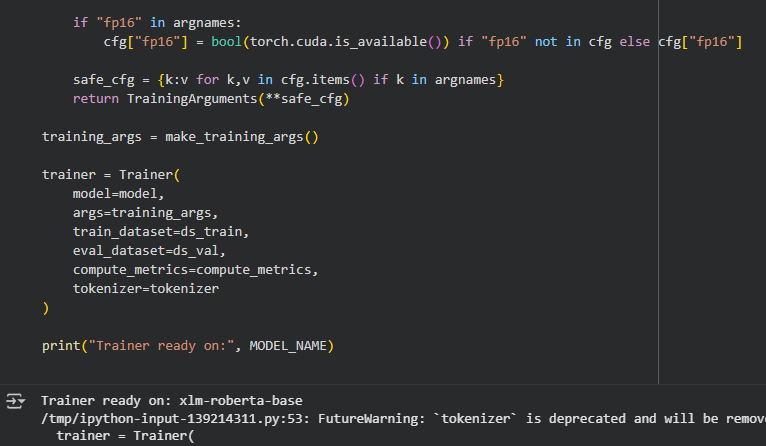 if "fp16" in argnames:
cfg["fp16"] = bool(torch.cuda.is_available()) if "fp16" not in cfg else cfg["fp16"]
safe_cfg = {k:v for k,v in cfg.items() if k in argnames}
return TrainingArguments(**safe_cfg)
training_args = make_training_args()
trainer = Trainer(
model=model,
args=training_args,
train_dataset=ds_train,
eval_dataset=ds_val,
compute_metrics=compute_metrics,
tokenizer=tokenizer
)
print("Trainer ready on:", MODEL_NAME)
Trainer ready on: xlm-roberta-base
/tmp/ipython-input-139214311.py:53: FutureWarning: `tokenizer` is deprecated and will be remov
trainer = Trainer(